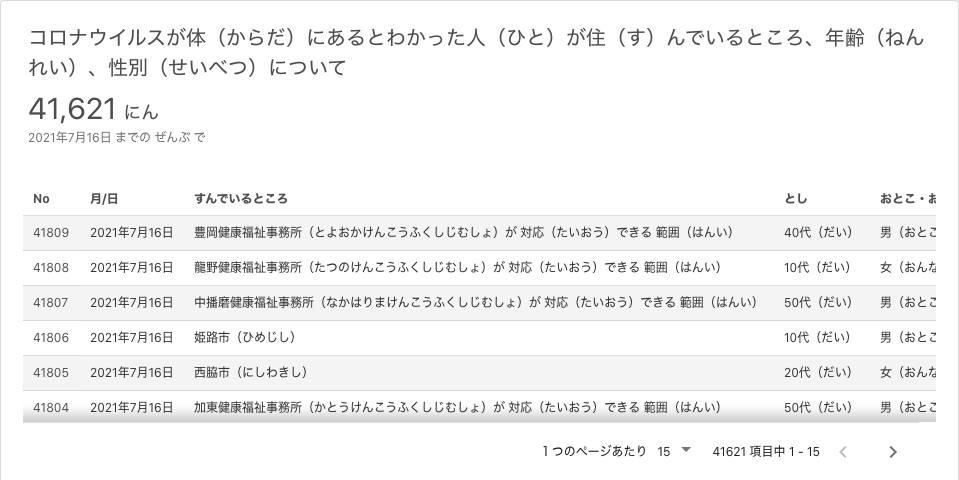 コロナウイルスが体（からだ）にあるとわかった人（ひと）が住（す）んでいるところ、年齢（ねん
れい）、性別（せいべつ）について
41,621 にん
2021年7月16日 までの ぜんぶ で
No 月/日 すんでいるところ とし おとこ・お
41809 2021年7月16日 豊岡健康福祉事務所（とよおかけんこうふくしじむしょ）が 対応（たいおう）できる 範囲（はんい） 40代（だい） 男（おとこ
41808 2021年7月16日 龍野健康福祉事務所（たつのけんこうふくしじむしょ）が 対応（たいおう）できる 範囲（はんい） 10代（だい） 女（おんな
41807 2021年7月16日 中播磨健康福祉事務所（なかはりまけんこうふくしじむしょ）が 対応（たいおう）できる 範囲（はんい） 50代（だい） 男（おとこ
41806 2021年7月16日 姫路市（ひめじし） 10代（だい） 男（おとこ
41805 2021年7月16日 西脇市（にしわきし） 20代（だい） 女（おんな
41804 2021年7月16日 加東健康福祉事務所（かとうけんこうふくしじむしょ）が 対応（たいおう）できる 範囲（はんい） 50代（だい） 男（おとこ
1 つのページあたり 15 41621 項目中 1 - 15